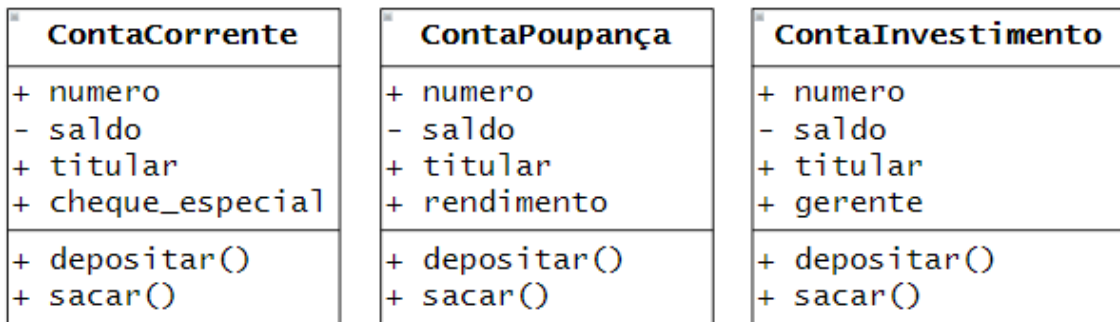 ContaCorrente
+ numero
- saldo
+ titular
+ cheque_especial
+ depositar()
+ sacar()
ContaPoupança
+ numero
- saldo
+ titular
+ rendimento
+ depositar()
+ sacar()
ContaInvestimento
+ numero
- saldo
+ titular
+ gerente
+ depositar()
+ sacar()